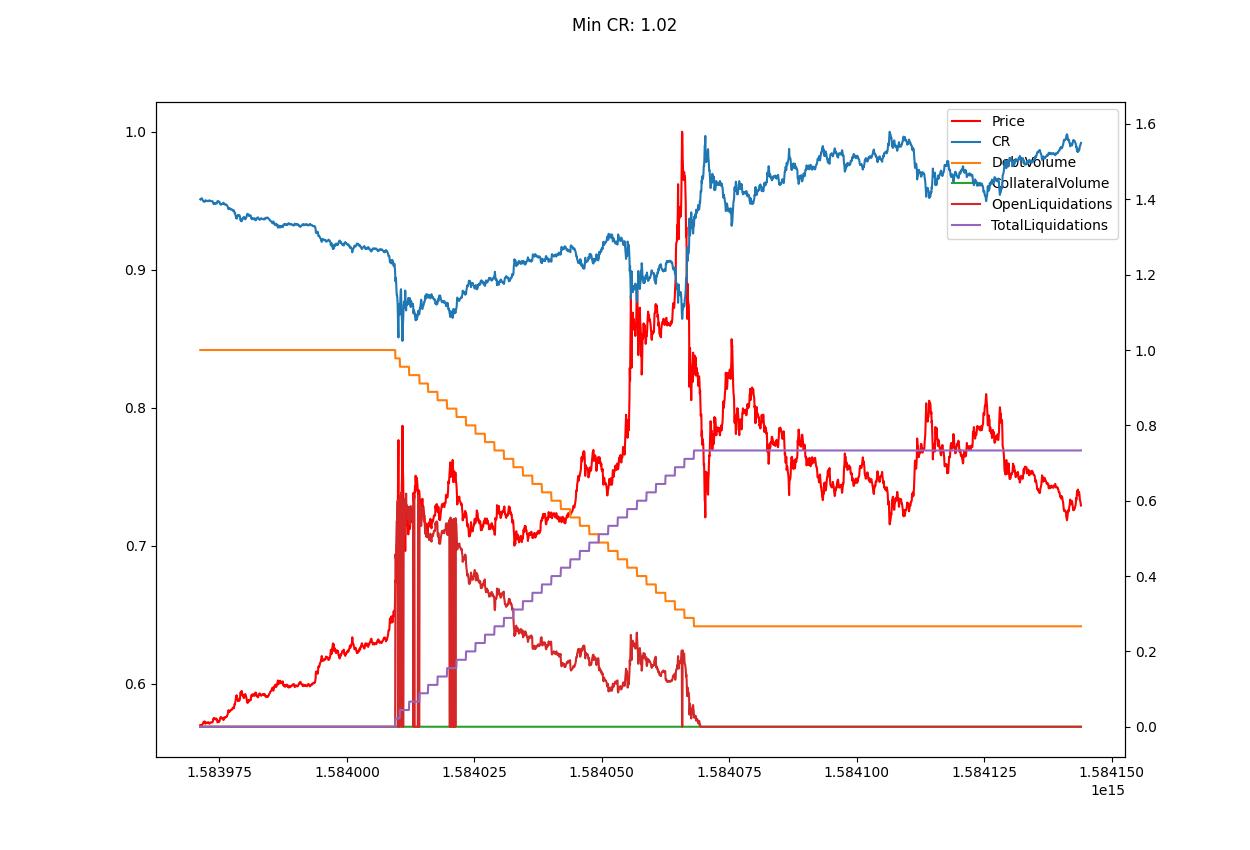 Min CR: 1.02
1.0
0.9
0.8
0.7
0.6
1.6
1.4
1.2
1.0
0.8
0.6
0.4
0.2
0.0
Price
CR
DebtVolume
CollateralVolume
OpenLiquidations
TotalLiquidations
1.583975 1.584000 1.584025 1.584050 1.584075 1.584100 1.584125 1.584150
1e15